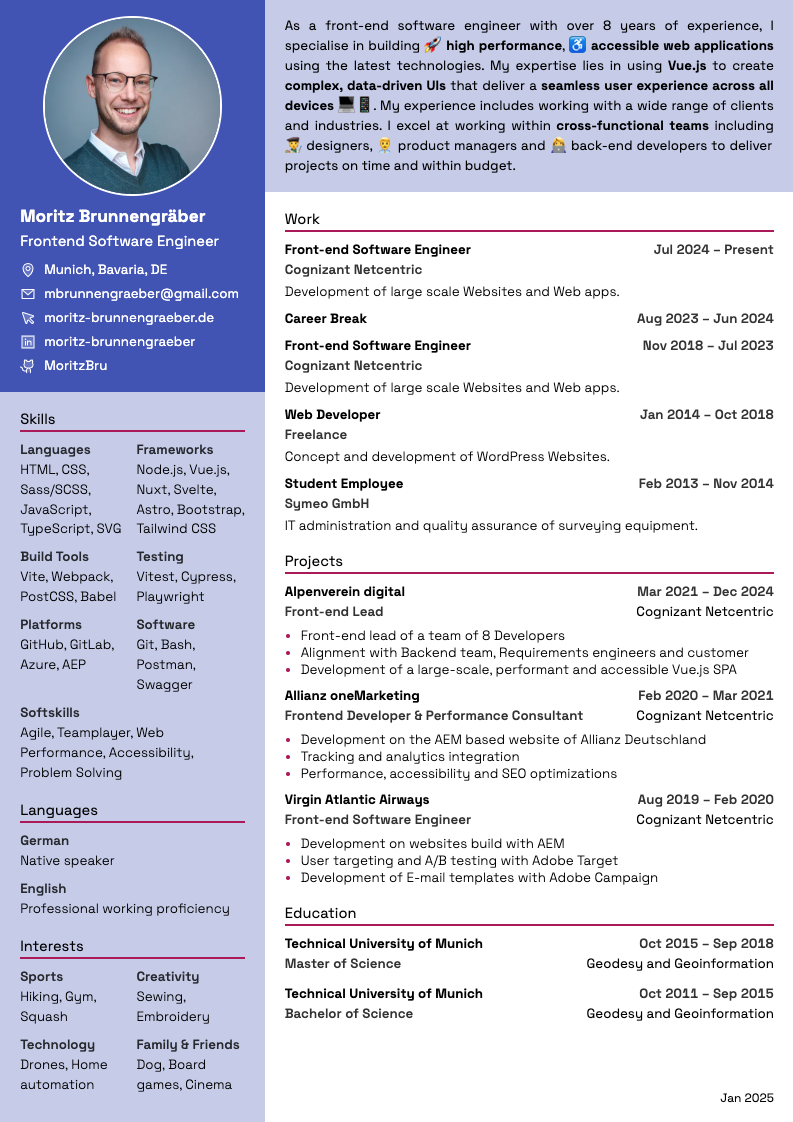 Moritz Brunnengräber
Frontend Software Engineer
Munich, Bavaria, DE
mbrunnengraeber@gmail.com
moritz-brunnengraeber.de
moritz-brunnengraeber
MoritzBru
Skills
Languages
HTML, CSS,
Sass/SCSS,
JavaScript,
TypeScript, SVG
Frameworks
Node.js, Vue.js,
Nuxt, Svelte,
Astro, Bootstrap,
Tailwind CSS
Build Tools
Vite, Webpack,
PostCSS, Babel
Testing
Vitest, Cypress,
Playwright
Platforms
GitHub, GitLab,
Azure, AEP
Software
Git, Bash,
Postman,
Swagger
Softskills
Agile, Teamplayer, Web
Performance, Accessibility,
Problem Solving
Languages
German
Native speaker
English
Professional working proficiency
Interests
Sports
Hiking, Gym,
Squash
Creativity
Sewing,
Embroidery
Technology
Drones, Home
automation
Family & Friends
Dog, Board
games, Cinema
As a front-end software engineer with over 8 years of experience, I
specialise in building 🚀 high performance, ♿ accessible web applications
using the latest technologies. My expertise lies in using Vue.js to create
complex, data-driven UIs that deliver a seamless user experience across all
devices 💻📱. My experience includes working with a wide range of clients
and industries. I excel at working within cross-functional teams including
👨‍🎨 designers, 👨‍💼 product managers and 🧑‍💻 back-end developers to deliver
projects on time and within budget.
Work
Front-end Software Engineer Jul 2024 – Present
Cognizant Netcentric
Development of large scale Websites and Web apps.
Career Break Aug 2023 – Jun 2024
Front-end Software Engineer Nov 2018 – Jul 2023
Cognizant Netcentric
Development of large scale Websites and Web apps.
Web Developer Jan 2014 – Oct 2018
Freelance
Concept and development of WordPress Websites.
Student Employee Feb 2013 – Nov 2014
Symeo GmbH
IT administration and quality assurance of surveying equipment.
Projects
Alpenverein digital Mar 2021 – Dec 2024
Front-end Lead Cognizant Netcentric
• Front-end lead of a team of 8 Developers
• Alignment with Backend team, Requirements engineers and customer
• Development of a large-scale, performant and accessible Vue.js SPA
Allianz oneMarketing Feb 2020 – Mar 2021
Frontend Developer & Performance Consultant Cognizant Netcentric
• Development on the AEM based website of Allianz Deutschland
• Tracking and analytics integration
• Performance, accessibility and SEO optimizations
Virgin Atlantic Airways Aug 2019 – Feb 2020
Front-end Software Engineer Cognizant Netcentric
• Development on websites build with AEM
• User targeting and A/B testing with Adobe Target
• Development of E-mail templates with Adobe Campaign
Education
Technical University of Munich Oct 2015 – Sep 2018
Master of Science Geodesy and Geoinformation
Technical University of Munich Oct 2011 – Sep 2015
Bachelor of Science Geodesy and Geoinformation
Jan 2025